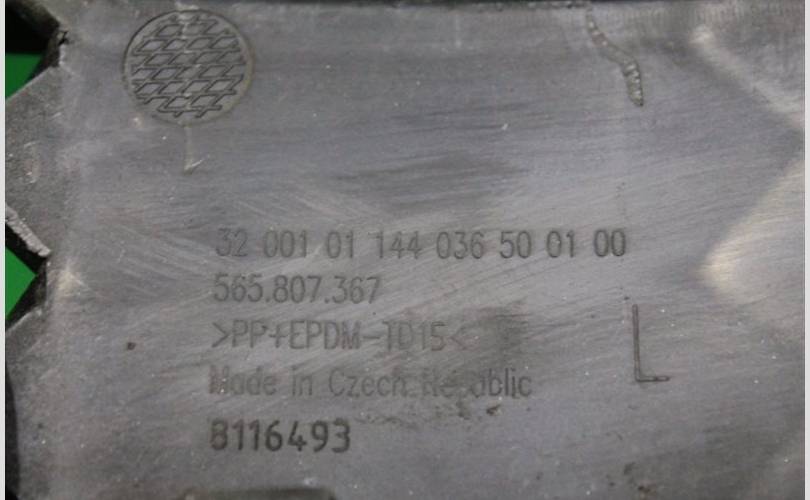 32 001 01 144 036 50 01 00
565.807.367
>PP+EPDM-TD15<
L
Made in Czech Republic
8116493